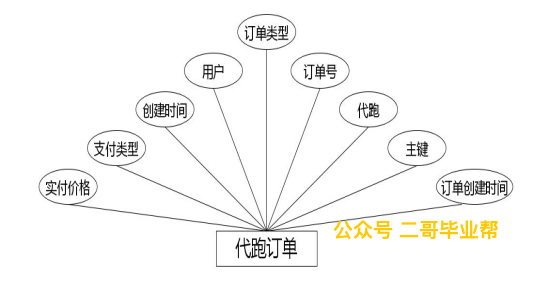 订单类型
用户
订单号
创建时间
代跑
支付类型
主键
实付价格
订单创建时间
代跑订单
公众号 二哥毕业帮